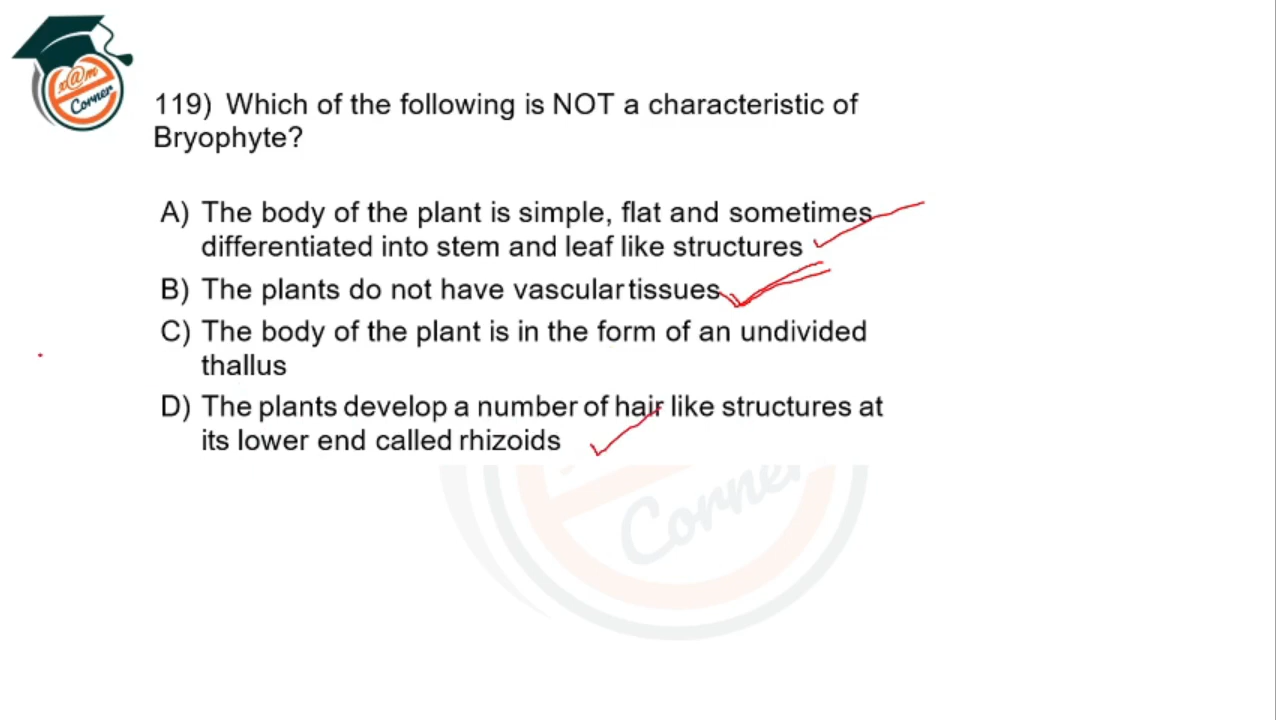 x@m
Corner
119) Which of the following is NOT a characteristic of
Bryophyte?
A) The body of the plant is simple, flat and sometimes
differentiated into stem and leaf like structures
B) The plants do not have vascular tissues
C) The body of the plant is in the form of an undivided
thallus
D) The plants develop a number of hair like structures at
its lower end called rhizoids
Corner